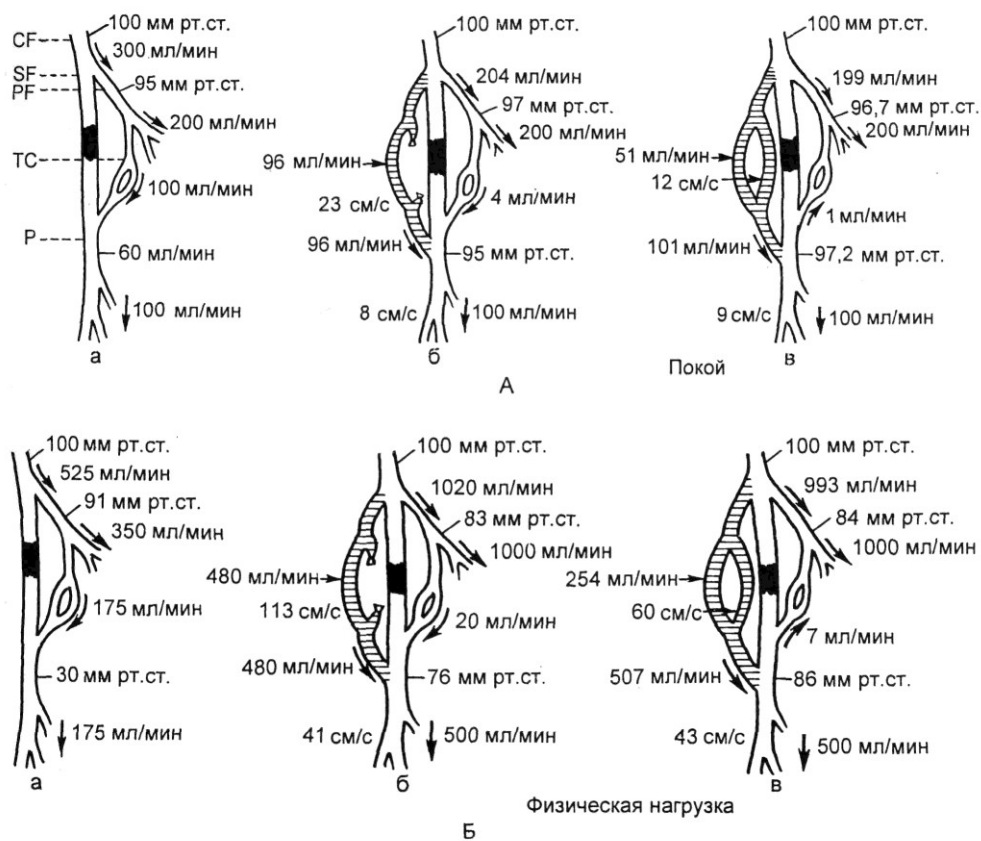 100 мм рт.ст.
CF
300 мл/мин
SF
PF
95 мм рт.ст.
200 мл/мин
TC
100 мл/мин
P
60 мл/мин
100 мл/мин
а
100 мм рт.ст.
204 мл/мин
97 мм рт.ст.
200 мл/мин
96 мл/мин
23 см/с
4 мл/мин
96 мл/мин
95 мм рт.ст.
8 см/с
100 мл/мин
б
100 мм рт.ст.
199 мл/мин
96,7 мм рт.ст.
200 мл/мин
51 мл/мин
12 см/с
1 мл/мин
101 мл/мин
97,2 мм рт.ст.
9 см/с
100 мл/мин
в
Покой
А
100 мм рт.ст.
525 мл/мин
91 мм рт.ст.
350 мл/мин
175 мл/мин
30 мм рт.ст.
175 мл/мин
а
100 мм рт.ст.
1020 мл/мин
83 мм рт.ст.
1000 мл/мин
480 мл/мин
113 см/с
20 мл/мин
480 мл/мин
76 мм рт.ст.
41 см/с
500 мл/мин
б
100 мм рт.ст.
993 мл/мин
84 мм рт.ст.
1000 мл/мин
254 мл/мин
60 см/с
7 мл/мин
507 мл/мин
86 мм рт.ст.
43 см/с
500 мл/мин
в
Физическая нагрузка
Б